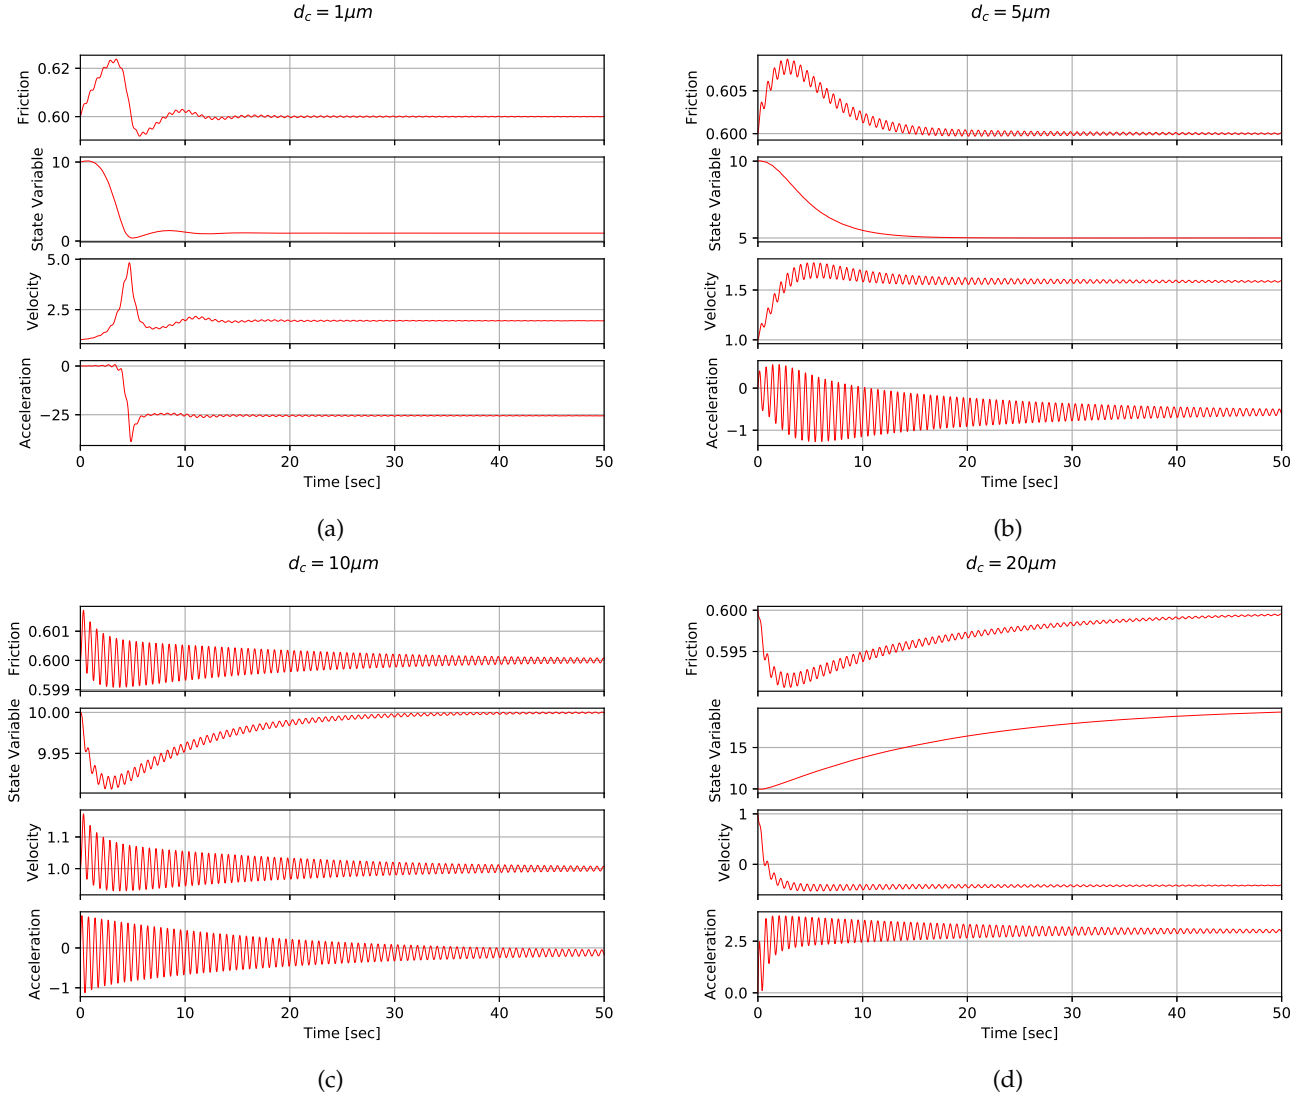 d_c = 1μm
Friction
0.62
0.60
State Variable
10
0
Velocity
5.0
2.5
Acceleration
0
−25
0 10 20 30 40 50
Time [sec]
(a)
d_c = 5μm
Friction
0.605
0.600
State Variable
10
5
Velocity
1.5
1.0
Acceleration
0
−1
0 10 20 30 40 50
Time [sec]
(b)
d_c = 10μm
Friction
0.601
0.600
0.599
State Variable
10.00
9.95
Velocity
1.1
1.0
Acceleration
0
−1
0 10 20 30 40 50
Time [sec]
(c)
d_c = 20μm
Friction
0.600
0.595
State Variable
15
10
Velocity
1
0
Acceleration
2.5
0.0
0 10 20 30 40 50
Time [sec]
(d)